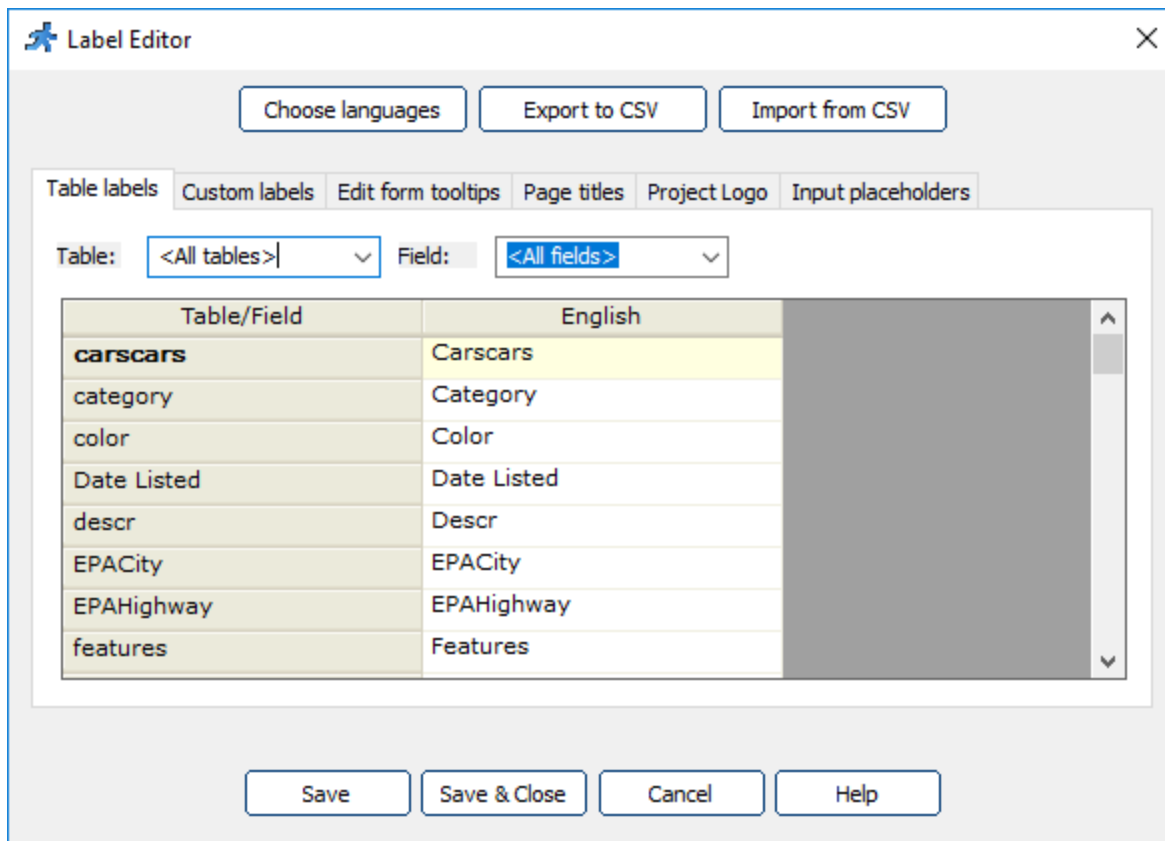 Label Editor
Choose languages Export to CSV Import from CSV
Table labels Custom labels Edit form tooltips Page titles Project Logo Input placeholders
Table: <All tables> Field: <All fields>
Table/Field English
carscars Carscars
category Category
color Color
Date Listed Date Listed
descr Descr
EPACity EPACity
EPAHighway EPAHighway
features Features
Save Save & Close Cancel Help